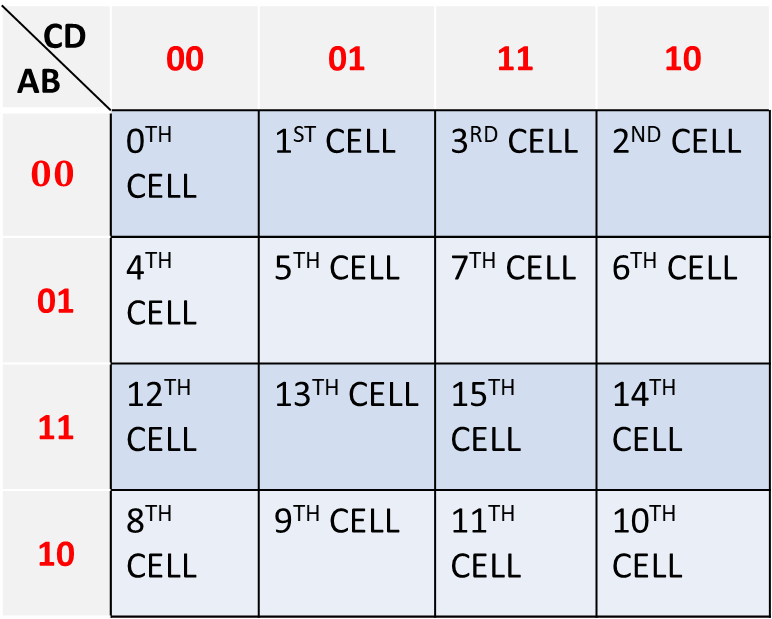 CD
AB
00 01 11 10
00 0TH CELL 1ST CELL 3RD CELL 2ND CELL
01 4TH CELL 5TH CELL 7TH CELL 6TH CELL
11 12TH CELL 13TH CELL 15TH CELL 14TH CELL
10 8TH CELL 9TH CELL 11TH CELL 10TH CELL